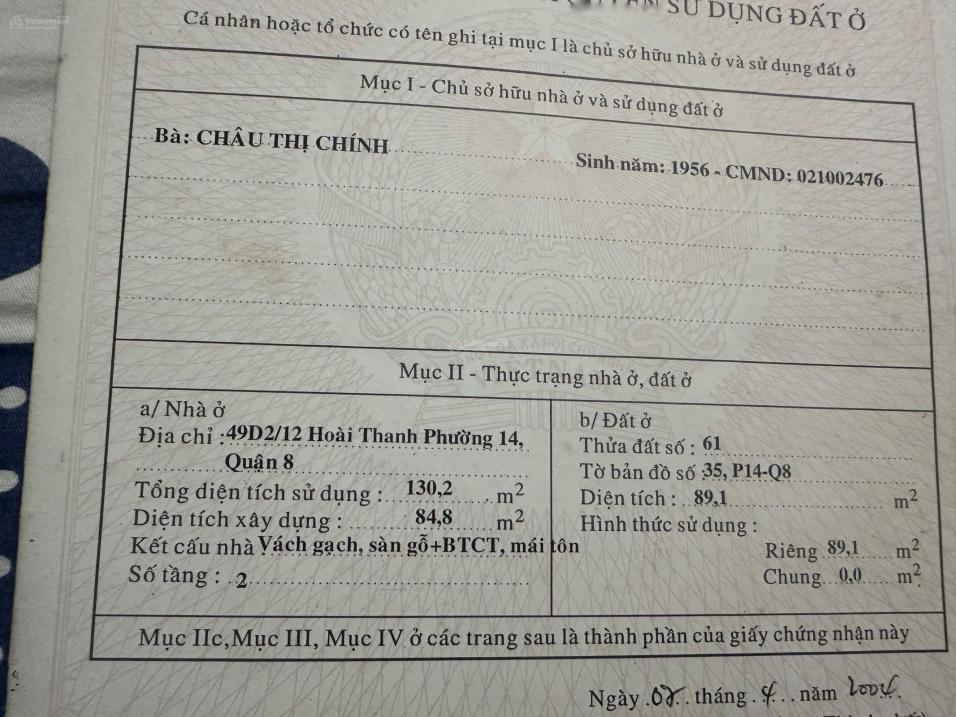 SỬ DỤNG ĐẤT Ở
Cá nhân hoặc tổ chức có tên ghi tại mục I là chủ sở hữu nhà ở và sử dụng đất ở
Mục I - Chủ sở hữu nhà ở và sử dụng đất ở
Bà: CHÂU THỊ CHÍNH
Sinh năm: 1956 - CMND: 021002476
Mục II - Thực trạng nhà ở, đất ở
a/ Nhà ở
Địa chỉ : 49D2/12 Hoài Thanh Phường 14,
Quận 8
Tổng diện tích sử dụng : 130,2 m2
Diện tích xây dựng : 84,8 m2
Kết cấu nhà Vách gạch, sàn gỗ+BTCT, mái tôn
Số tầng : 2
b/ Đất ở
Thửa đất số : 61
Tờ bản đồ số 35, P14-Q8
Diện tích : 89,1 m2
Hình thức sử dụng :
Riêng 89,1 m2
Chung 0,0 m2
Mục IIc,Mục III, Mục IV ở các trang sau là thành phần của giấy chứng nhận này
Ngày 02 tháng 4 năm 2004